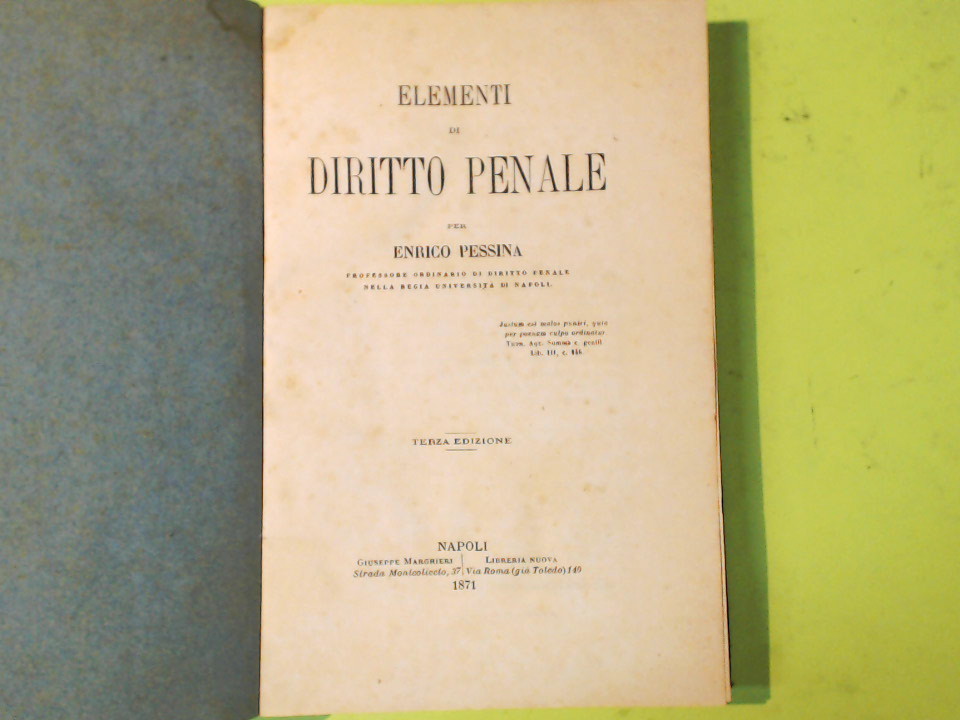 ELEMENTI
DI
DIRITTO PENALE
PER
ENRICO PESSINA
PROFESSORE ORDINARIO DI DIRITTO PENALE
NELLA REGIA UNIVERSITÀ DI NAPOLI.
Justum est malos puniri, quia
per poenam culpa ordinatur
Thom. Aqu. Summa c. gentil.
Lib. III, c.
TERZA EDIZIONE
NAPOLI
GIUSEPPE MARGHIERI | LIBRERIA NUOVA
Strada Monteoliveto, 37, Via Roma (già Toledo) 149
1871